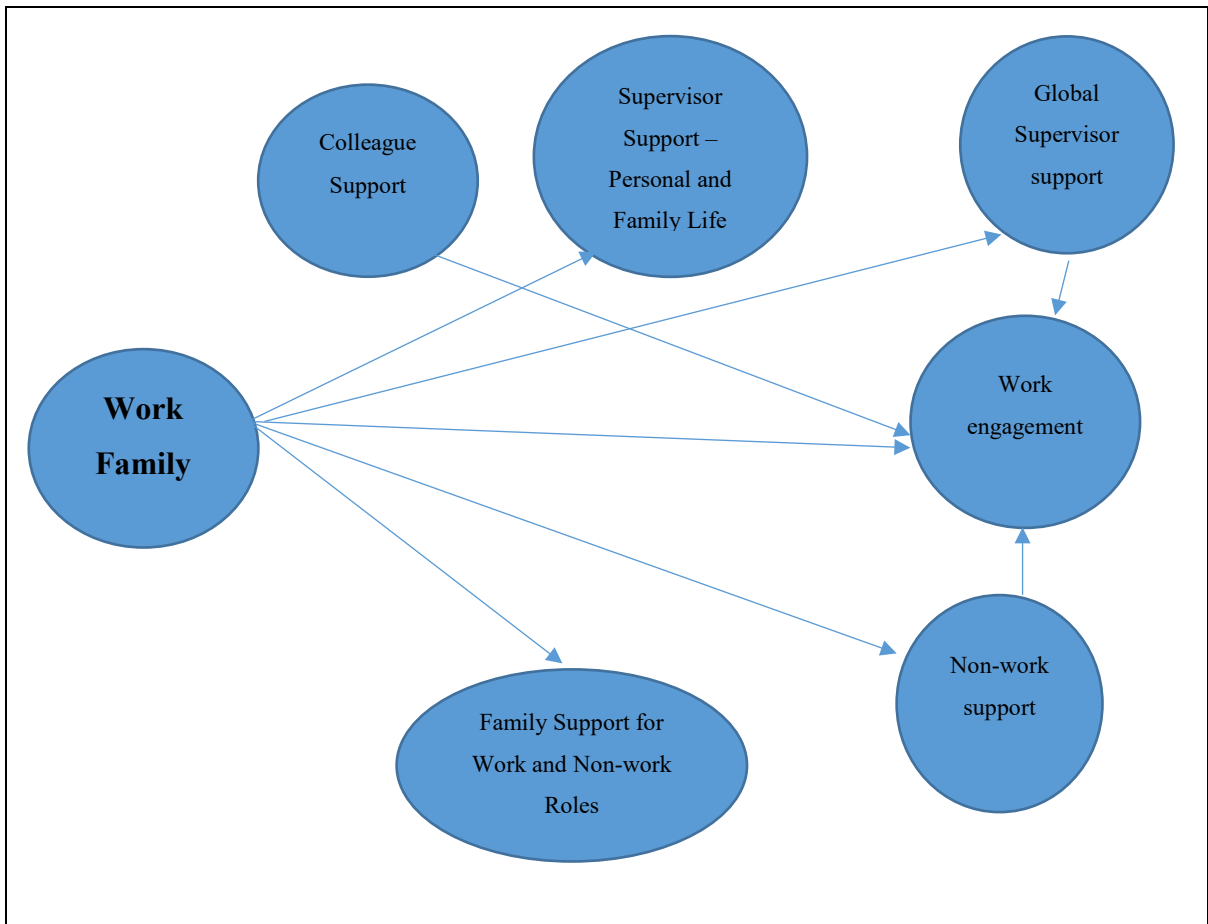 Colleague
Support
Supervisor
Support –
Personal and
Family Life
Global
Supervisor
support
Work
Family
Work
engagement
Non-work
support
Family Support for
Work and Non-work
Roles